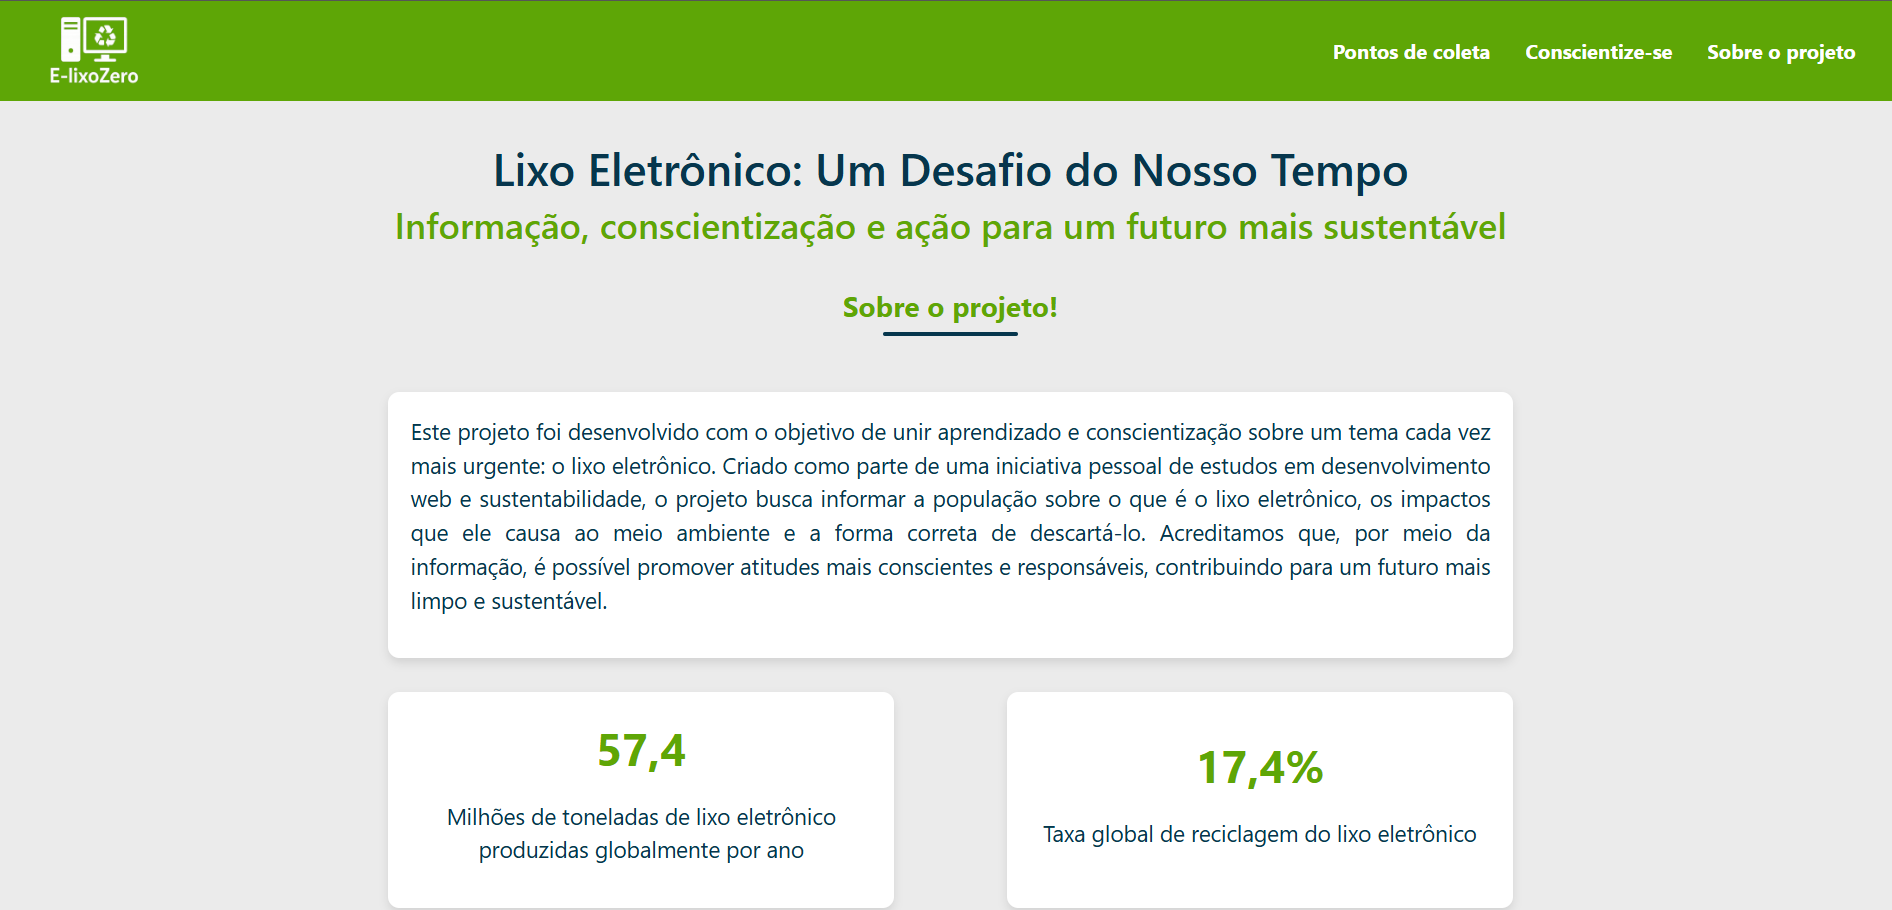 E-lixoZero
Pontos de coleta Conscientize-se Sobre o projeto
Lixo Eletrônico: Um Desafio do Nosso Tempo
Informação, conscientização e ação para um futuro mais sustentável
Sobre o projeto!
Este projeto foi desenvolvido com o objetivo de unir aprendizado e conscientização sobre um tema cada vez
mais urgente: o lixo eletrônico. Criado como parte de uma iniciativa pessoal de estudos em desenvolvimento
web e sustentabilidade, o projeto busca informar a população sobre o que é o lixo eletrônico, os impactos
que ele causa ao meio ambiente e a forma correta de descartá-lo. Acreditamos que, por meio da
informação, é possível promover atitudes mais conscientes e responsáveis, contribuindo para um futuro mais
limpo e sustentável.
57,4
Milhões de toneladas de lixo eletrônico
produzidas globalmente por ano
17,4%
Taxa global de reciclagem do lixo eletrônico